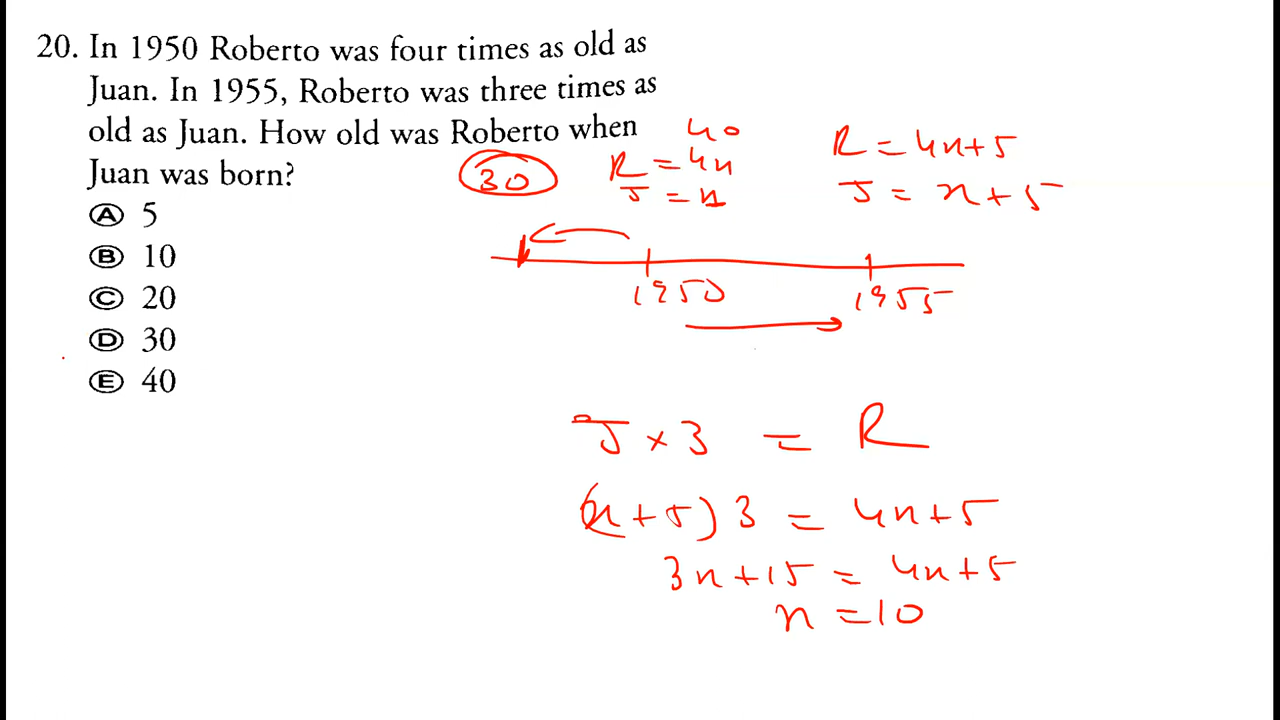 20. In 1950 Roberto was four times as old as
Juan. In 1955, Roberto was three times as
old as Juan. How old was Roberto when
Juan was born?
A 5
B 10
C 20
D 30
E 40
30
40
R = 4n
J = n
R = 4n+5
J = n+5
1950
1955
J × 3 = R
(n+5)3 = 4n+5
3n+15 = 4n+5
n = 10